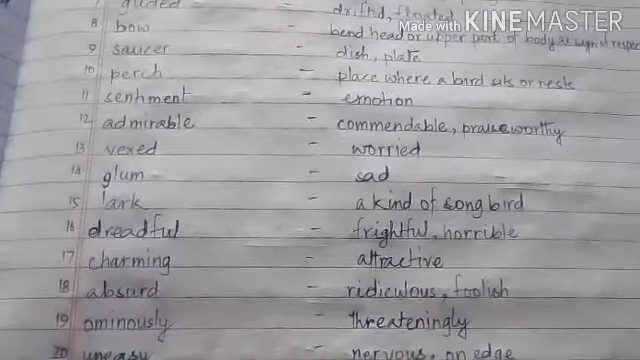 Made with KINEMASTER
7 glided - drifted, floated
8 bow - bend head or upper part of body as sign of respect
9 saucer - dish, plate
10 perch - place where a bird sits or rests
11 sentiment - emotion
12 admirable - commendable, praiseworthy
13 vexed - worried
14 glum - sad
15 lark - a kind of song bird
16 dreadful - frightful, horrible
17 charming - attractive
18 absurd - ridiculous, foolish
19 ominously - threateningly
20 uneasy - nervous, on edge